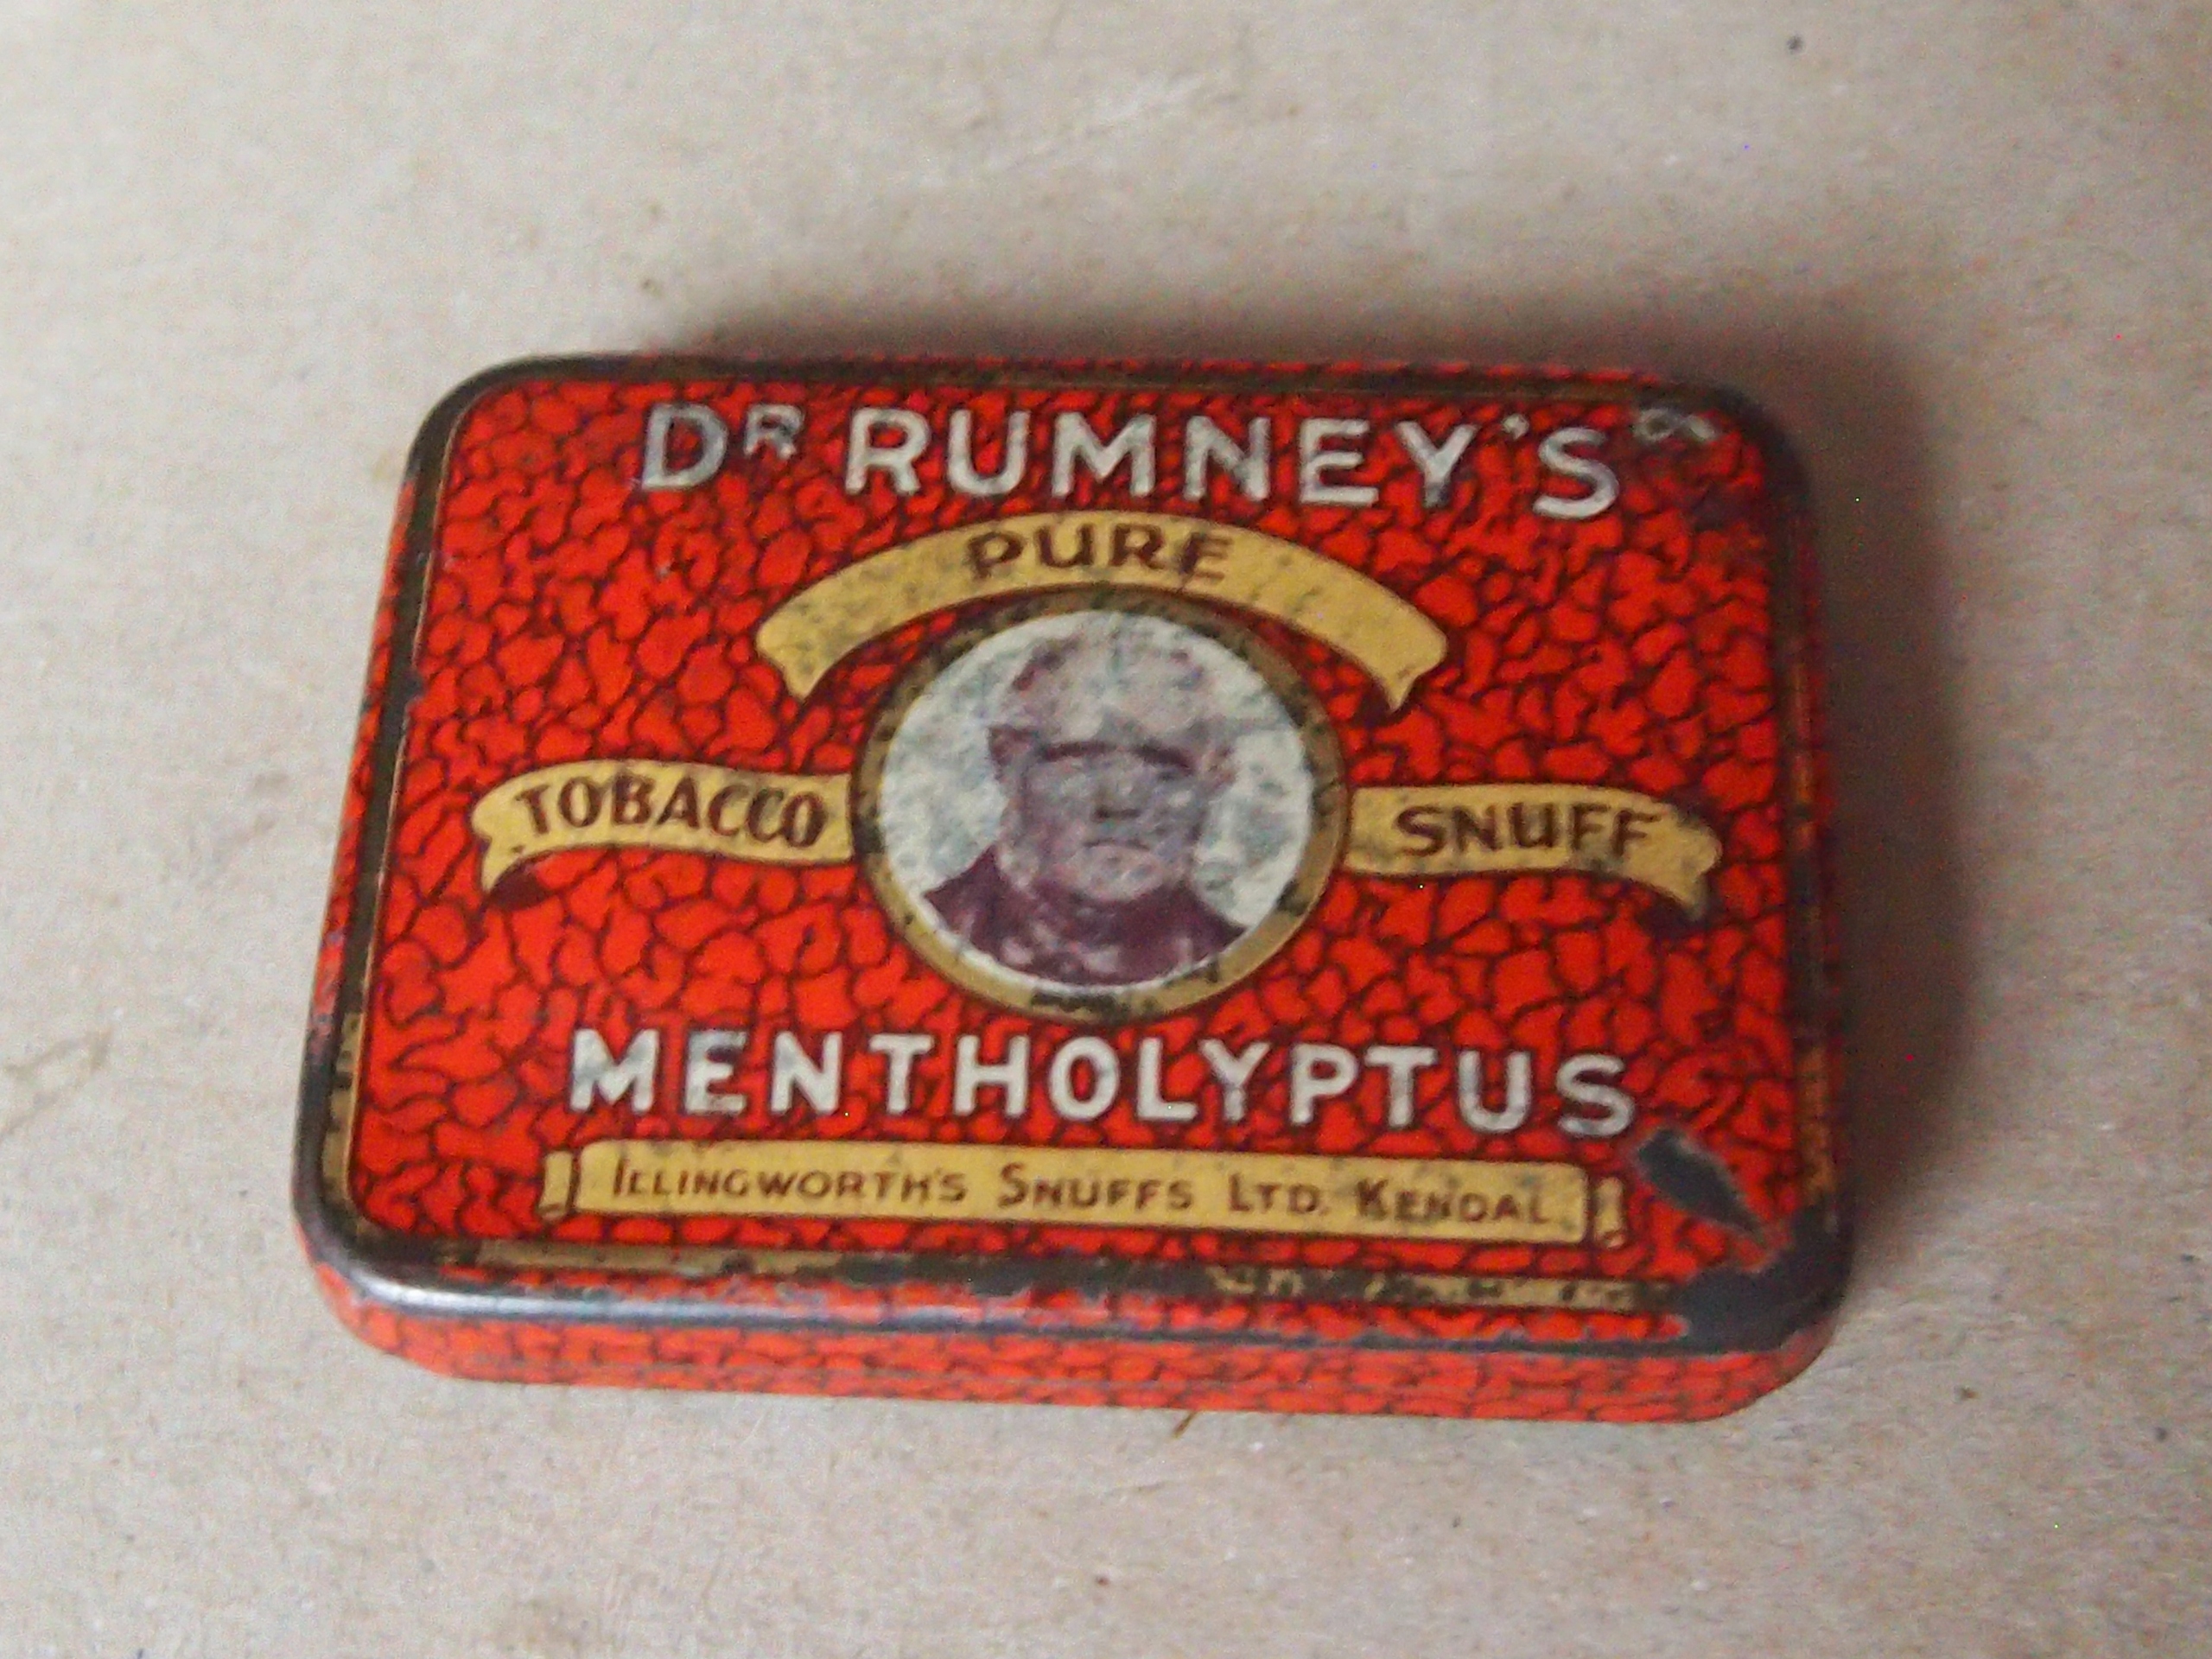 DR RUMNEY'S
PURE
TOBACCO SNUFF
MENTHOLYPTUS
ILLINGWORTH'S SNUFFS LTD. KENDAL.